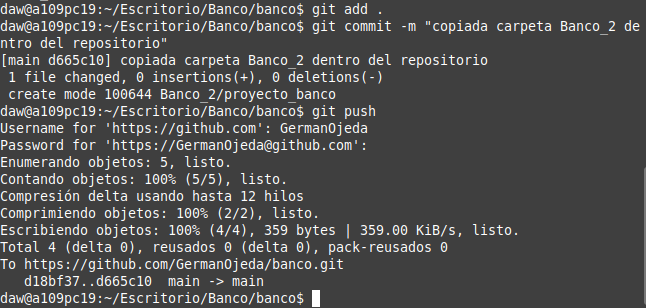 daw@a109pc19:~/Escritorio/Banco/banco$ git add .
daw@a109pc19:~/Escritorio/Banco/banco$ git commit -m "copiada carpeta Banco_2 de
ntro del repositorio"
[main d665c10] copiada carpeta Banco_2 dentro del repositorio
 1 file changed, 0 insertions(+), 0 deletions(-)
 create mode 100644 Banco_2/proyecto_banco
daw@a109pc19:~/Escritorio/Banco/banco$ git push
Username for 'https://github.com': GermanOjeda
Password for 'https://GermanOjeda@github.com':
Enumerando objetos: 5, listo.
Contando objetos: 100% (5/5), listo.
Compresión delta usando hasta 12 hilos
Comprimiendo objetos: 100% (2/2), listo.
Escribiendo objetos: 100% (4/4), 359 bytes | 359.00 KiB/s, listo.
Total 4 (delta 0), reusados 0 (delta 0), pack-reusados 0
To https://github.com/GermanOjeda/banco.git
   d18bf37..d665c10  main -> main
daw@a109pc19:~/Escritorio/Banco/banco$